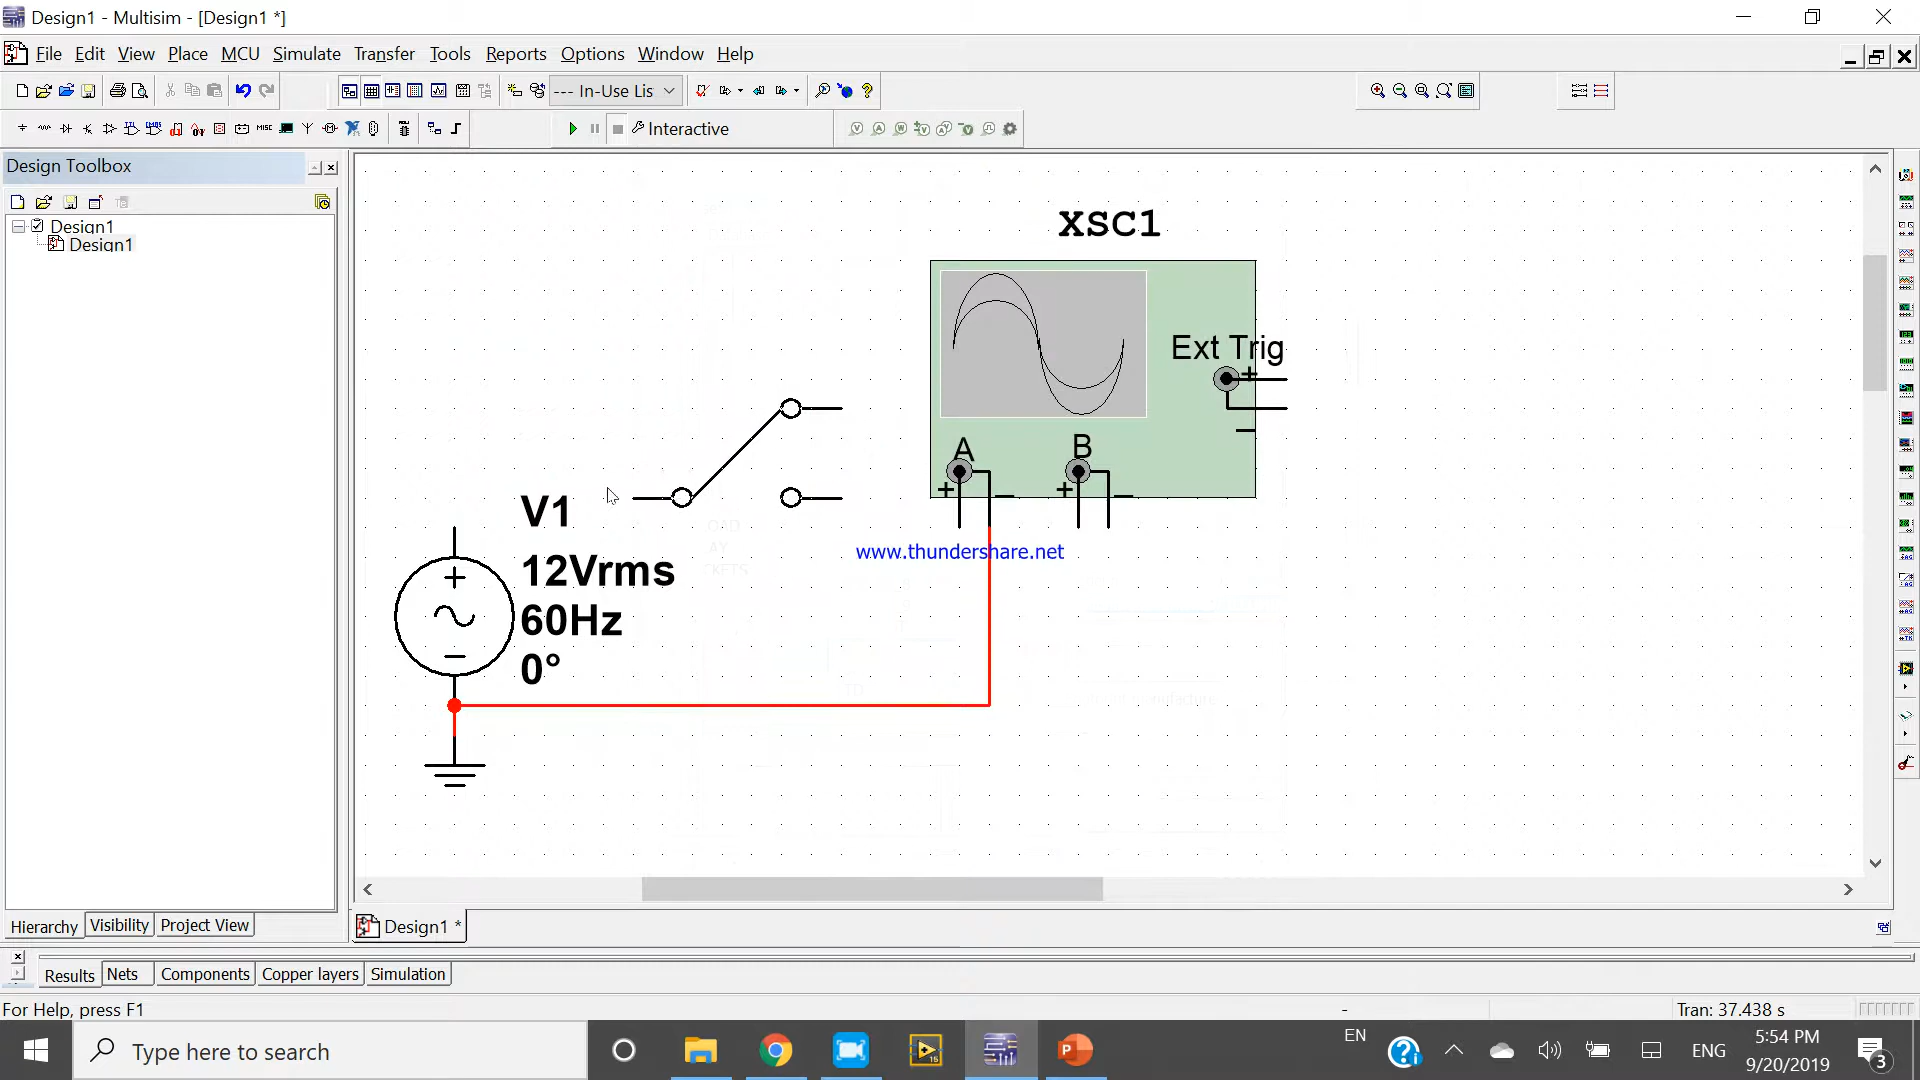 Design1 - Multisim - [Design1 *]
File Edit View Place MCU Simulate Transfer Tools Reports Options Window Help
--- In-Use Lis
Interactive
Design Toolbox
Design1
Design1
XSC1
Ext Trig
A
B
V1
12Vrms
60Hz
0°
www.thundershare.net
Hierarchy Visibility Project View
Design1 *
Results Nets Components Copper layers Simulation
For Help, press F1
-
Tran: 37.438 s
Type here to search
EN
ENG
5:54 PM
9/20/2019
3